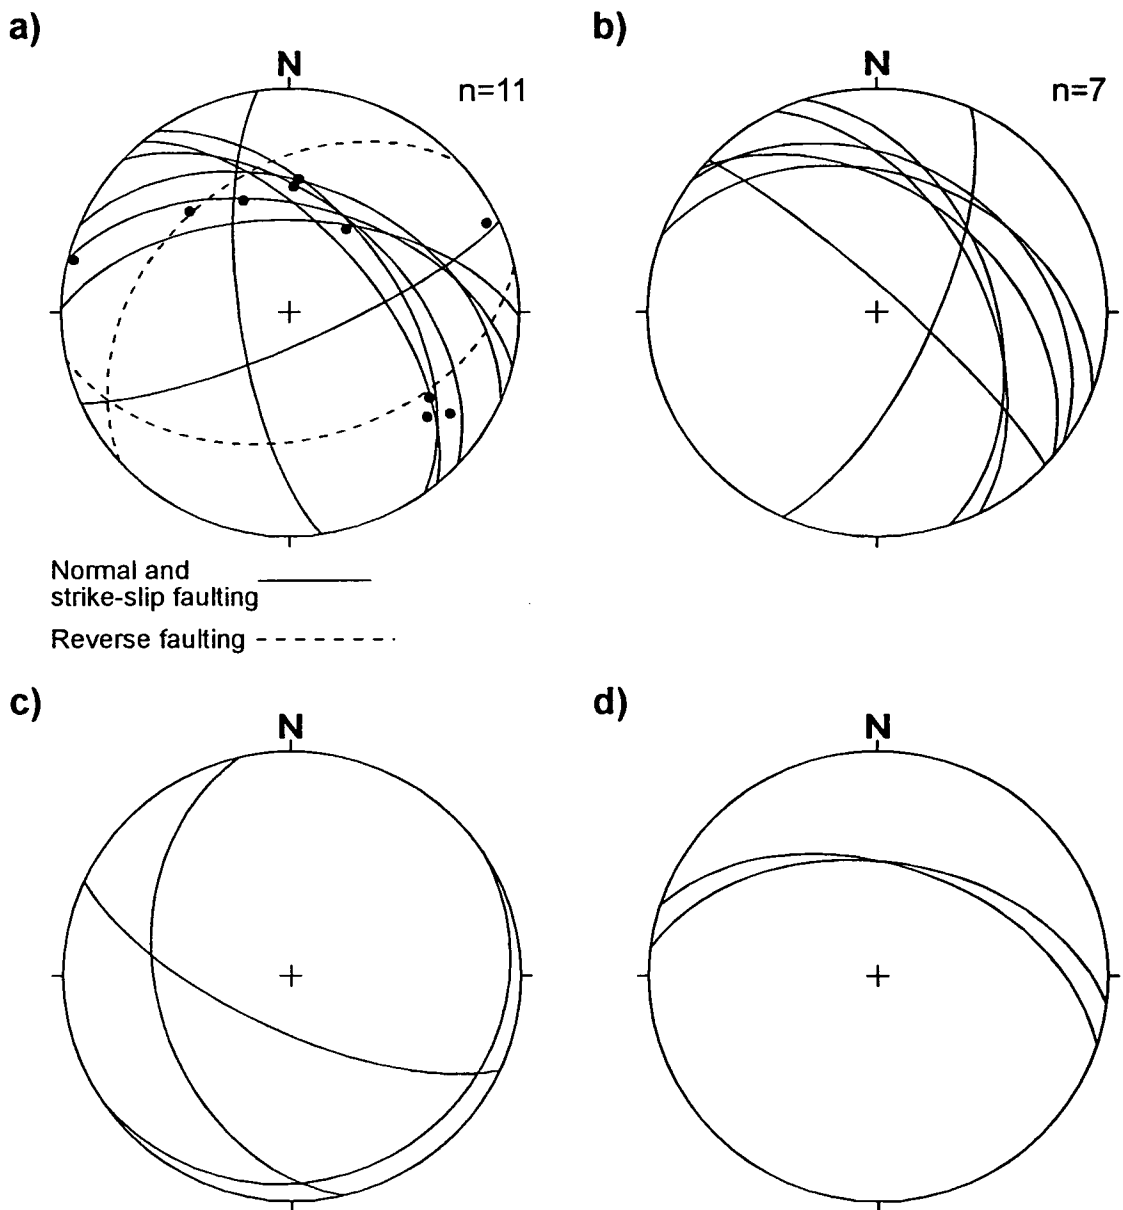 a)
N
n=11
b)
N
n=7
Normal and
strike-slip faulting
Reverse faulting
c)
N
d)
N